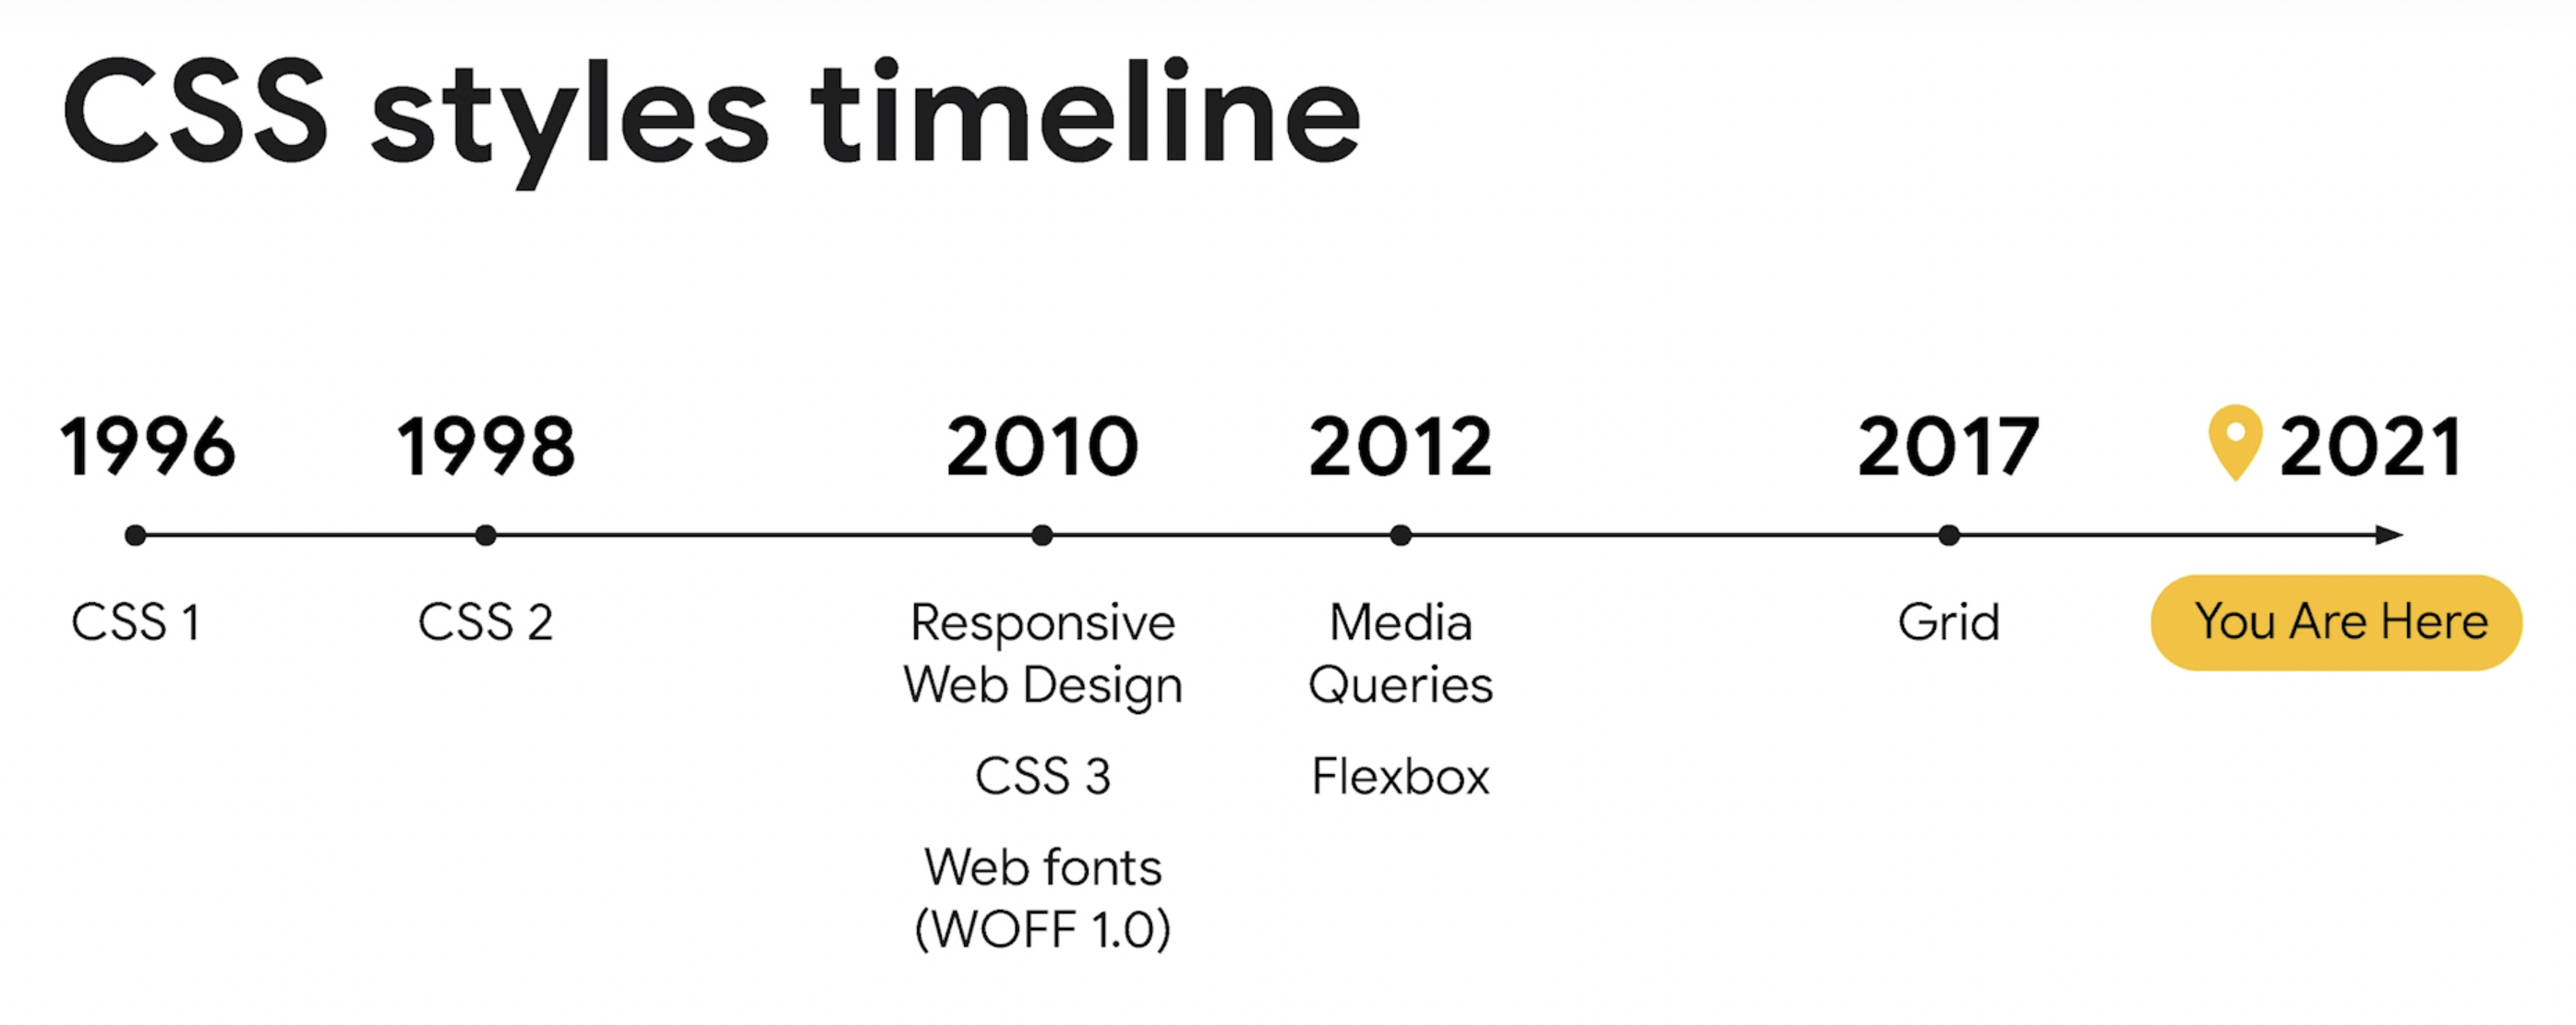 CSS styles timeline
1996
1998
2010
2012
2017
2021
CSS 1
CSS 2
Responsive
Web Design
CSS 3
Web fonts
(WOFF 1.0)
Media
Queries
Flexbox
Grid
You Are Here